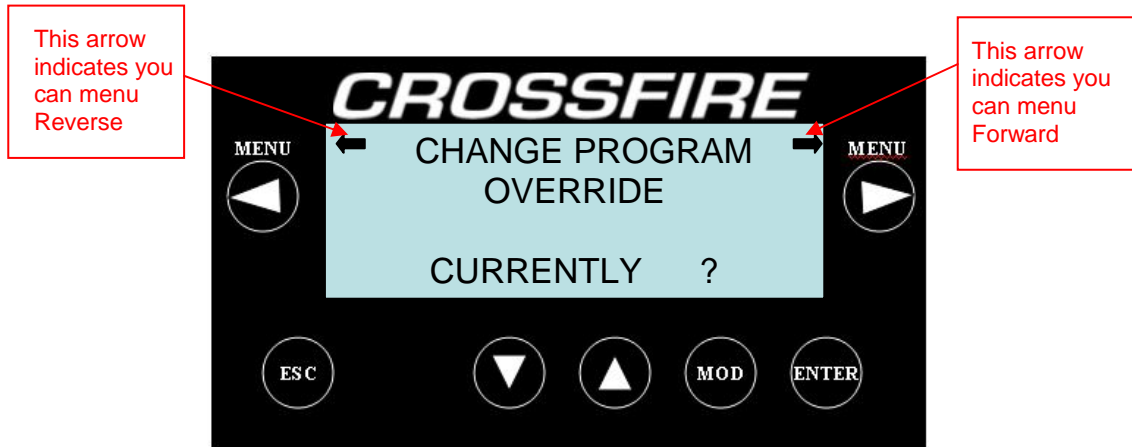 This arrow
indicates you
can menu
Reverse
This arrow
indicates you
can menu
Forward
CROSSFIRE
MENU
CHANGE PROGRAM
MENU
OVERRIDE
CURRENTLY ?
ESC
MOD
ENTER